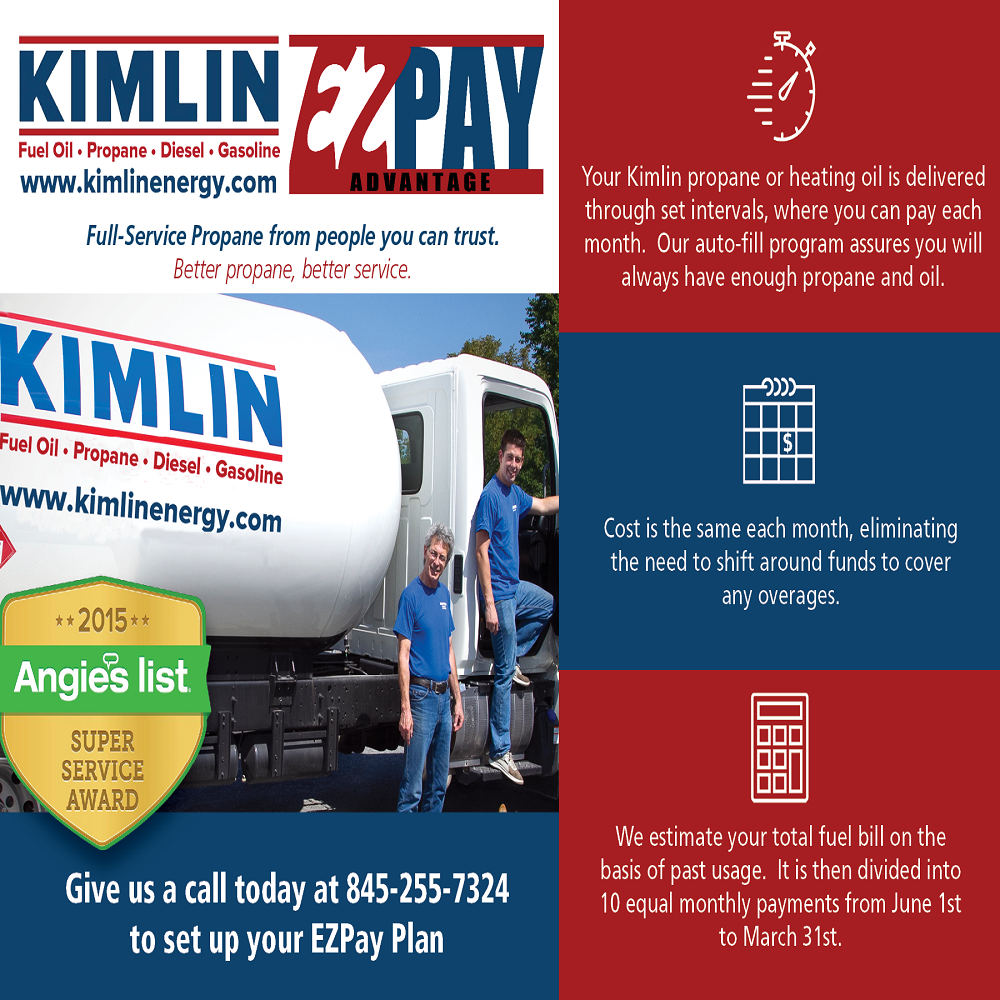 KIMLIN
Fuel Oil • Propane • Diesel • Gasoline
www.kimlinenergy.com
EZPAY
ADVANTAGE
Full-Service Propane from people you can trust.
Better propane, better service.
KIMLIN
Fuel Oil • Propane • Diesel • Gasoline
www.kimlinenergy.com
**2015**
Angie's list
SUPER
SERVICE
AWARD
Give us a call today at 845-255-7324
to set up your EZPay Plan
Your Kimlin propane or heating oil is delivered
through set intervals, where you can pay each
month. Our auto-fill program assures you will
always have enough propane and oil.
$
Cost is the same each month, eliminating
the need to shift around funds to cover
any overages.
We estimate your total fuel bill on the
basis of past usage. It is then divided into
10 equal monthly payments from June 1st
to March 31st.